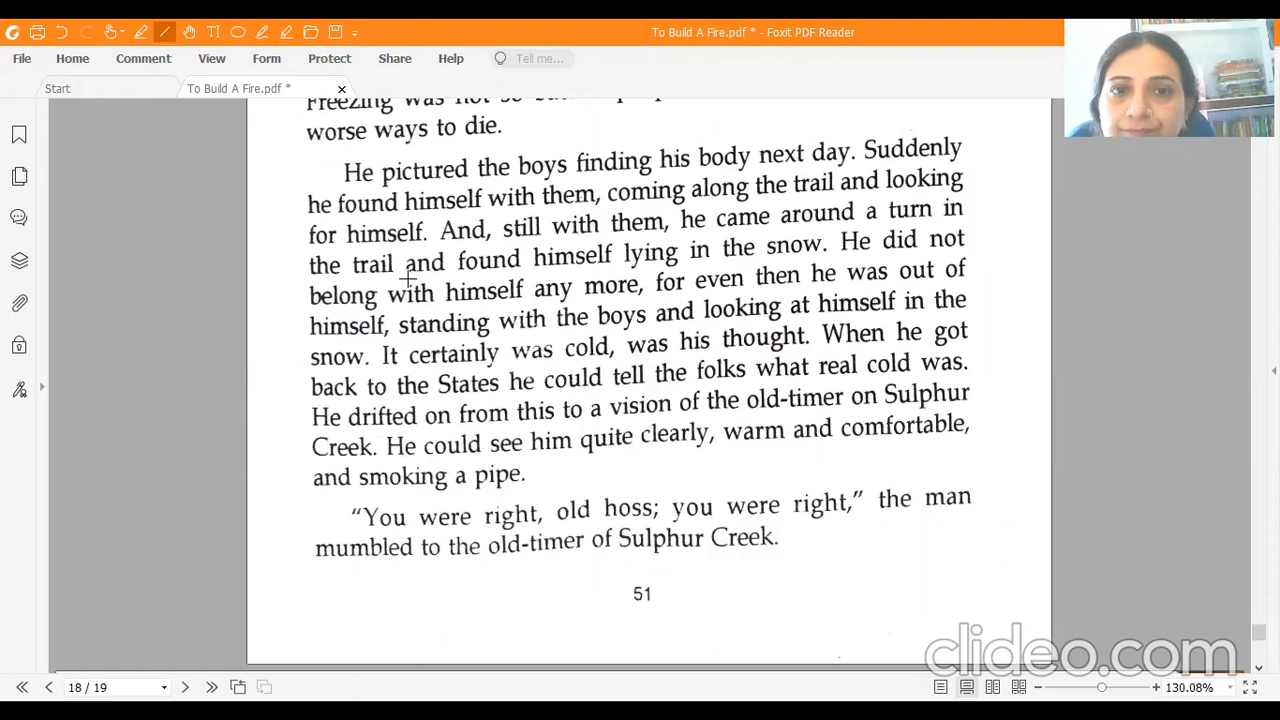 To Build A Fire.pdf * - Foxit PDF Reader
File Home Comment View Form Protect Share Help Tell me...
Start To Build A Fire.pdf *
Freezing was not so
worse ways to die.
He pictured the boys finding his body next day. Suddenly
he found himself with them, coming along the trail and looking
for himself. And, still with them, he came around a turn in
the trail and found himself lying in the snow. He did not
belong with himself any more, for even then he was out of
himself, standing with the boys and looking at himself in the
snow. It certainly was cold, was his thought. When he got
back to the States he could tell the folks what real cold was.
He drifted on from this to a vision of the old-timer on Sulphur
Creek. He could see him quite clearly, warm and comfortable,
and smoking a pipe.
“You were right, old hoss; you were right,” the man
mumbled to the old-timer of Sulphur Creek.
51
clideo.com
18 / 19 130.08%